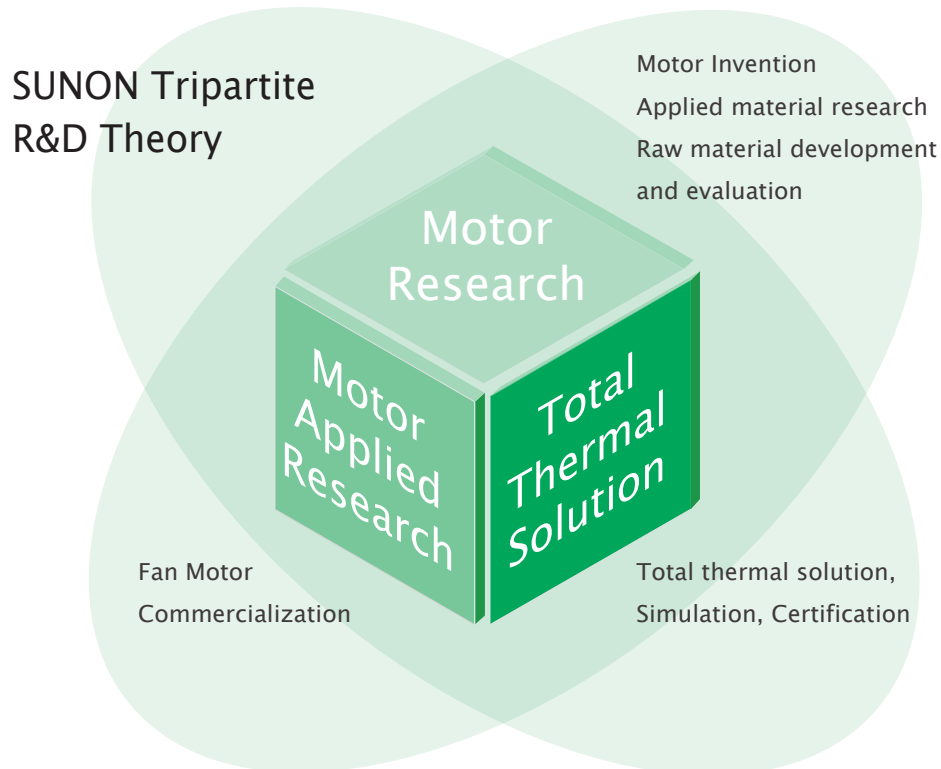 SUNON Tripartite
R&D Theory
Motor Invention
Applied material research
Raw material development
and evaluation
Motor
Research
Motor
Applied
Research
Total
Thermal
Solution
Fan Motor
Commercialization
Total thermal solution,
Simulation, Certification